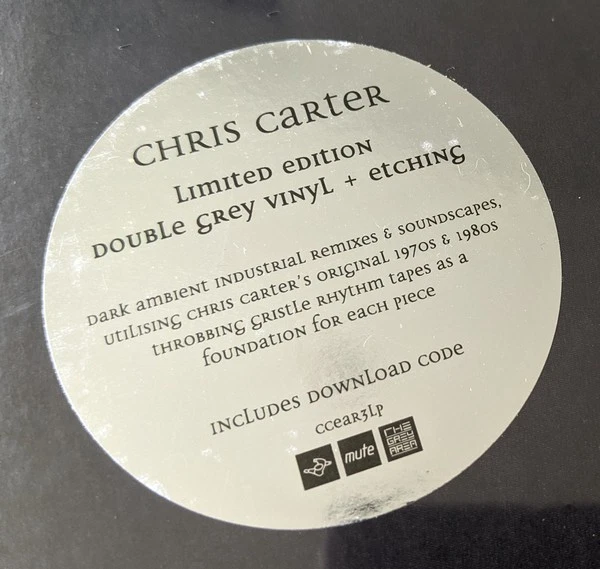 CHRIS CARTER
LIMITED EDITION
DOUBLE GREY VINYL + ETCHING
DARK AMBIENT INDUSTRIAL REMIXES & SOUNDSCAPES,
UTILISING CHRIS CARTER'S ORIGINAL 1970S & 1980S
THROBBING GRISTLE RHYTHM TAPES AS A
FOUNDATION FOR EACH PIECE
INCLUDES DOWNLOAD CODE
CCEAR3LP
mute THE GREY AREA